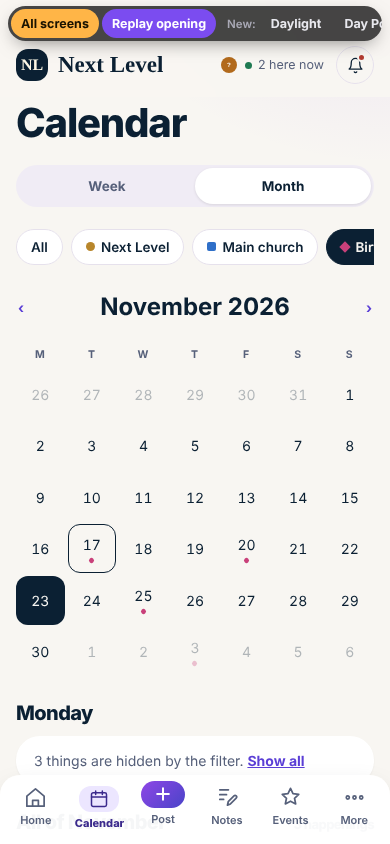 All screens Replay opening New: Daylight Day Po
NL Next Level ? 2 here now
Calendar
Week Month
All Next Level Main church Bir
‹ November 2026 ›
M T W T F S S
26 27 28 29 30 31 1
2 3 4 5 6 7 8
9 10 11 12 13 14 15
16 17 18 19 20 21 22
23 24 25 26 27 28 29
30 1 2 3 4 5 6
Monday
3 things are hidden by the filter. Show all
Home Calendar Post Notes Events More